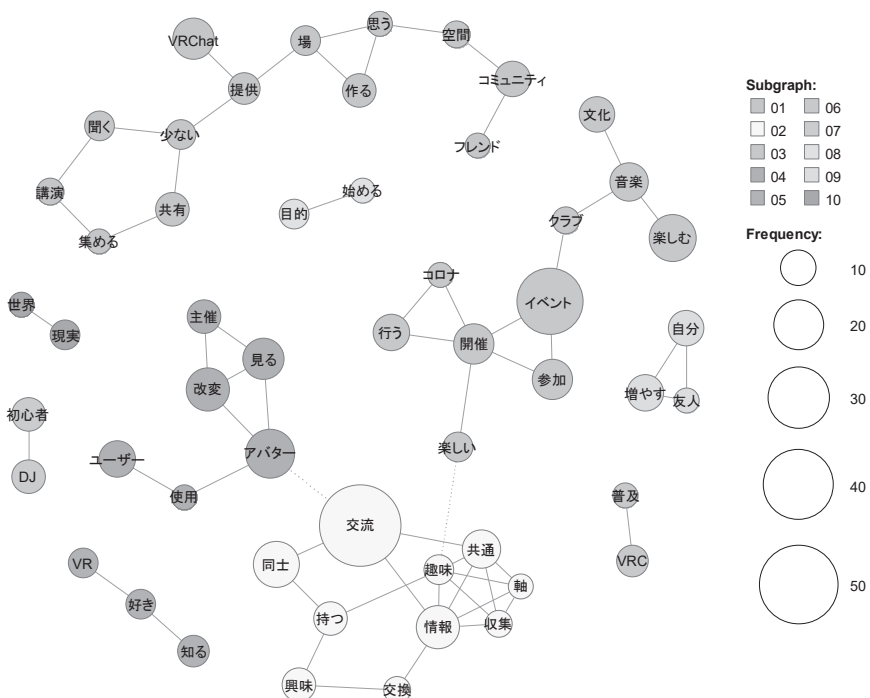 思う
VRChat
場
空間
コミュニティ
提供
作る
Subgraph:
01
06
02
07
03
08
04
09
05
10
文化
聞く
少ない
フレンド
音楽
始める
講演
共有
目的
クラブ
集める
楽しむ
Frequency:
10
20
30
40
50
コロナ
世界
イベント
主催
現実
行う
開催
自分
見る
参加
改変
増やす
友人
初心者
アバター
楽しい
ユーザー
DJ
使用
普及
交流
共通
VR
同士
趣味
VRC
軸
好き
持つ
情報
収集
知る
興味
交換